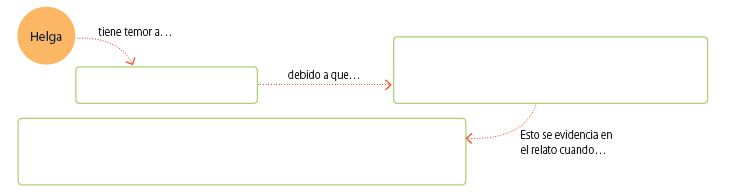 Helga
tiene temor a…
debido a que…
Esto se evidencia en
el relato cuando…